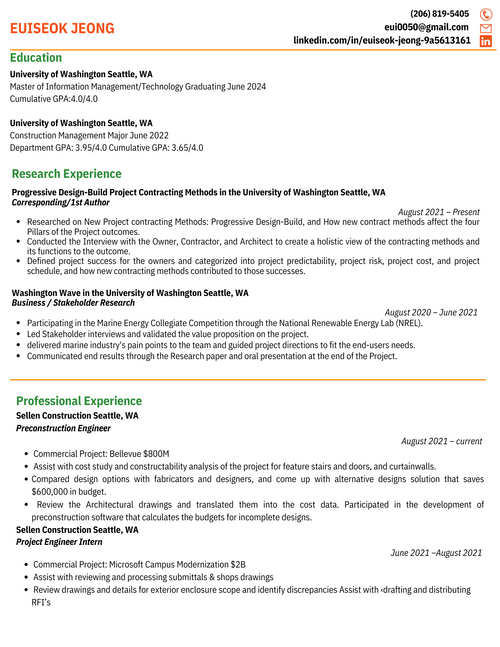 (206) 819-5405
EUISEOK JEONG
eui0050@gmail.com
linkedin.com/in/euiseok-jeong-9a5613161
Education
University of Washington Seattle, WA
Master of Information Management/Technology Graduating June 2024
Cumulative GPA:4.0/4.0
University of Washington Seattle, WA
Construction Management Major June 2022
Department GPA: 3.95/4.0 Cumulative GPA: 3.65/4.0
Research Experience
Progressive Design-Build Project Contracting Methods in the University of Washington Seattle, WA
Corresponding/1st Author
August 2021 – Present
• Researched on New Project contracting Methods: Progressive Design-Build, and How new contract methods affect the four
Pillars of the Project outcomes.
• Conducted the Interview with the Owner, Contractor, and Architect to create a holistic view of the contracting methods and
its functions to the outcome.
• Defined project success for the owners and categorized into project predictability, project risk, project cost, and project
schedule, and how new contracting methods contributed to those successes.
Washington Wave in the University of Washington Seattle, WA
Business / Stakeholder Research
August 2020 – June 2021
• Participating in the Marine Energy Collegiate Competition through the National Renewable Energy Lab (NREL).
• Led Stakeholder interviews and validated the value proposition on the project.
• delivered marine industry's pain points to the team and guided project directions to fit the end-users needs.
• Communicated end results through the Research paper and oral presentation at the end of the Project.
Professional Experience
Sellen Construction Seattle, WA
Preconstruction Engineer
August 2021 – current
• Commercial Project: Bellevue $800M
• Assist with cost study and constructability analysis of the project for feature stairs and doors, and curtainwalls.
• Compared design options with fabricators and designers, and come up with alternative designs solution that saves
$600,000 in budget.
• Review the Architectural drawings and translated them into the cost data. Participated in the development of
preconstruction software that calculates the budgets for incomplete designs.
Sellen Construction Seattle, WA
Project Engineer Intern
June 2021 –August 2021
• Commercial Project: Microsoft Campus Modernization $2B
• Assist with reviewing and processing submittals & shops drawings
• Review drawings and details for exterior enclosure scope and identify discrepancies Assist with ‹drafting and distributing
RFI's